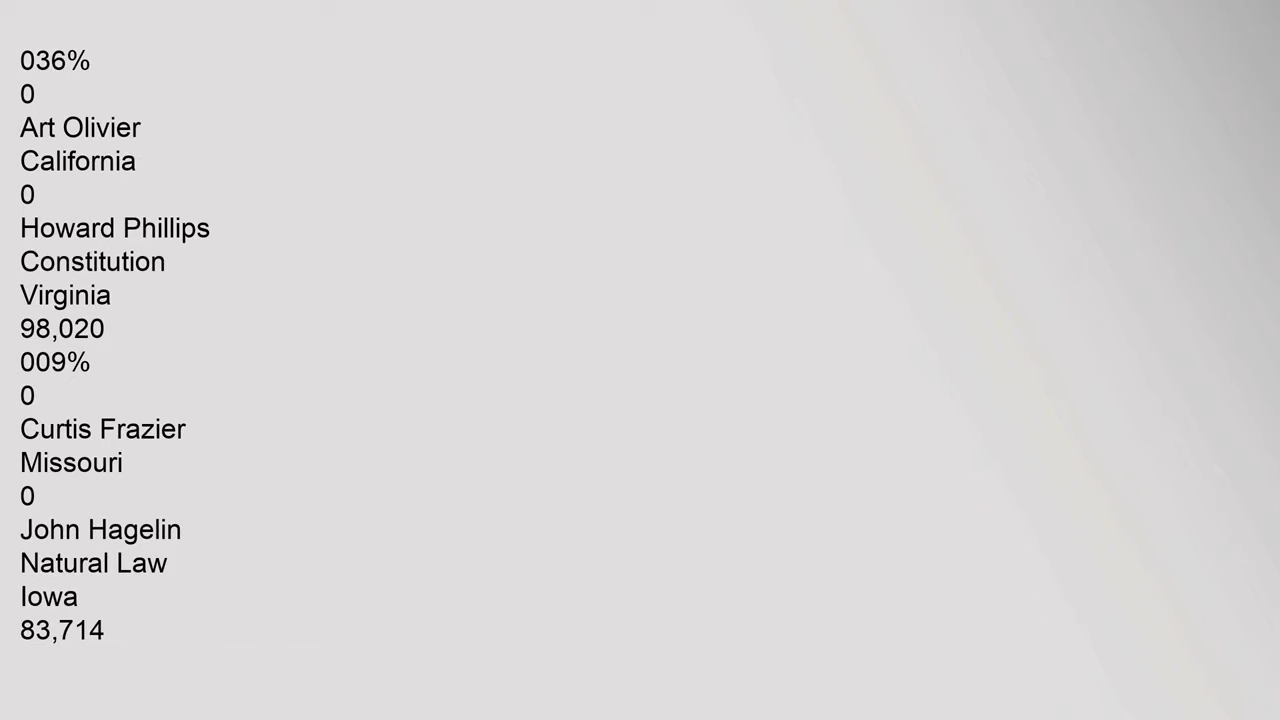 036%
0
Art Olivier
California
0
Howard Phillips
Constitution
Virginia
98,020
009%
0
Curtis Frazier
Missouri
0
John Hagelin
Natural Law
Iowa
83,714